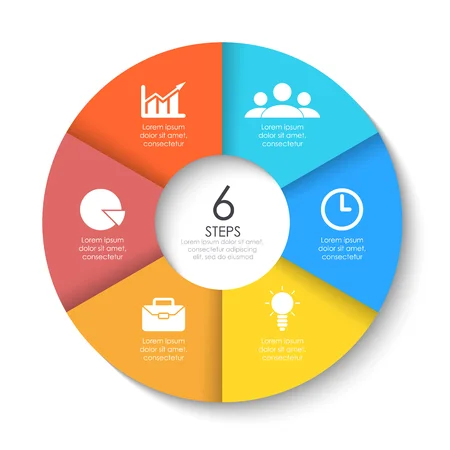 Lorem ipsum
dolor sit amet,
consectetur
Lorem ipsum
dolor sit amet,
consectetur
Lorem ipsum
dolor sit amet,
consectetur
6
STEPS
Lorem ipsum dolor sit amet,
consectetur adipiscing elit,
sed do eiusmod
Lorem ipsum
dolor sit amet,
consectetur
Lorem ipsum
dolor sit amet,
consectetur
Lorem ipsum
dolor sit amet,
consectetur